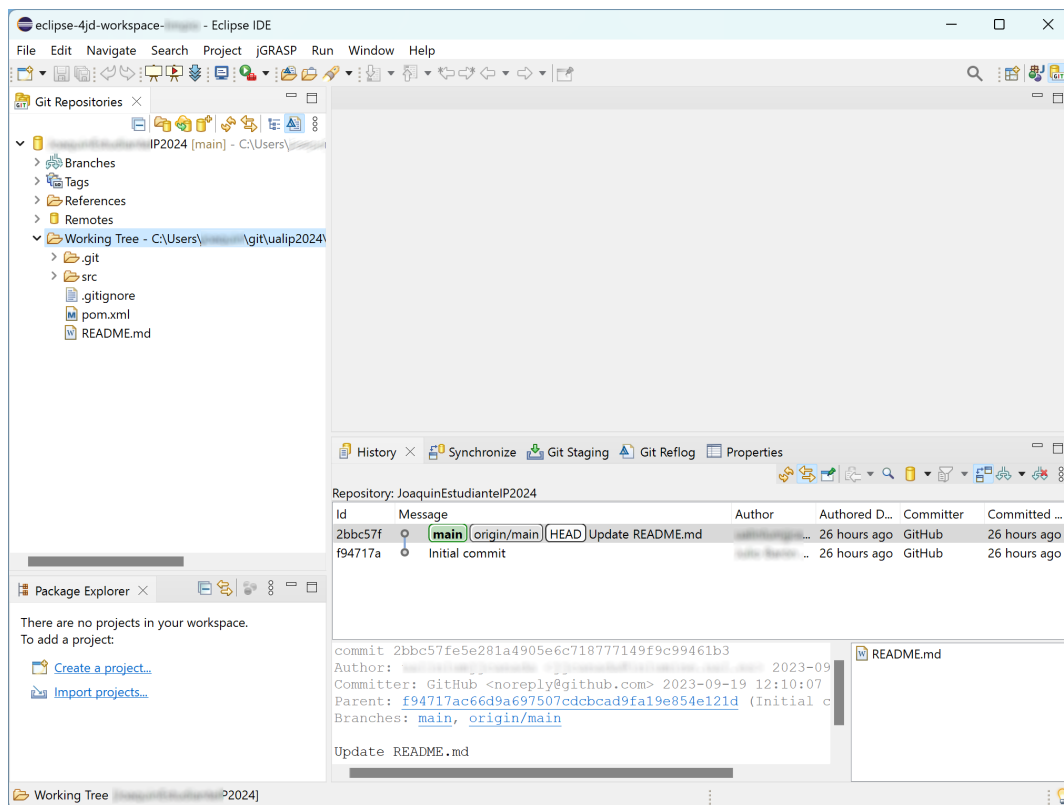 eclipse-4jd-workspace- - Eclipse IDE
File Edit Navigate Search Project jGRASP Run Window Help
Git Repositories
IP2024 [main] - C:\Users\
Branches
Tags
References
Remotes
Working Tree - C:\Users\ \git\ualip2024\
.git
src
.gitignore
pom.xml
README.md
History Synchronize Git Staging Git Reflog Properties
Repository: JoaquinEstudianteIP2024
Id Message Author Authored D... Committer Committed ...
2bbc57f main origin/main HEAD Update README.md ... 26 hours ago GitHub 26 hours ago
f94717a Initial commit .. 26 hours ago GitHub 26 hours ago
Package Explorer
There are no projects in your workspace.
To add a project:
Create a project...
Import projects...
commit 2bbc57fe5e281a4905e6c718777149f9c99461b3
Author: 2023-09
Committer: GitHub <noreply@github.com> 2023-09-19 12:10:07
Parent: f94717ac66d9a697507cdcbcad9fa19e854e121d (Initial c
Branches: main, origin/main
Update README.md
README.md
Working Tree P2024]